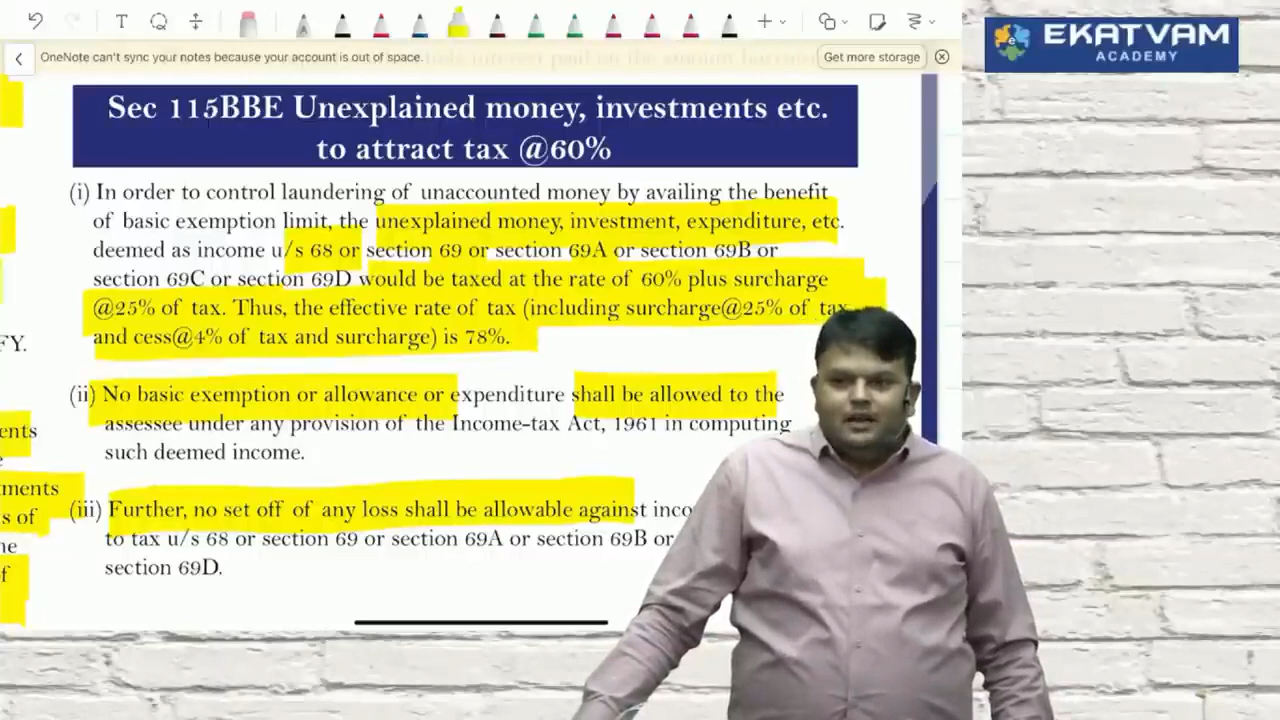 EKATVAM
ACADEMY
OneNote can't sync your notes because your account is out of space.
Get more storage
Sec 115BBE Unexplained money, investments etc.
to attract tax @60%
(i) In order to control laundering of unaccounted money by availing the benefit
of basic exemption limit, the unexplained money, investment, expenditure, etc.
deemed as income u/s 68 or section 69 or section 69A or section 69B or
section 69C or section 69D would be taxed at the rate of 60% plus surcharge
@25% of tax. Thus, the effective rate of tax (including surcharge@25% of tax
and cess@4% of tax and surcharge) is 78%.
(ii) No basic exemption or allowance or expenditure shall be allowed to the
assessee under any provision of the Income-tax Act, 1961 in computing
such deemed income.
(iii) Further, no set off of any loss shall be allowable against inco
to tax u/s 68 or section 69 or section 69A or section 69B or
section 69D.
FY.
ents
ments
s of